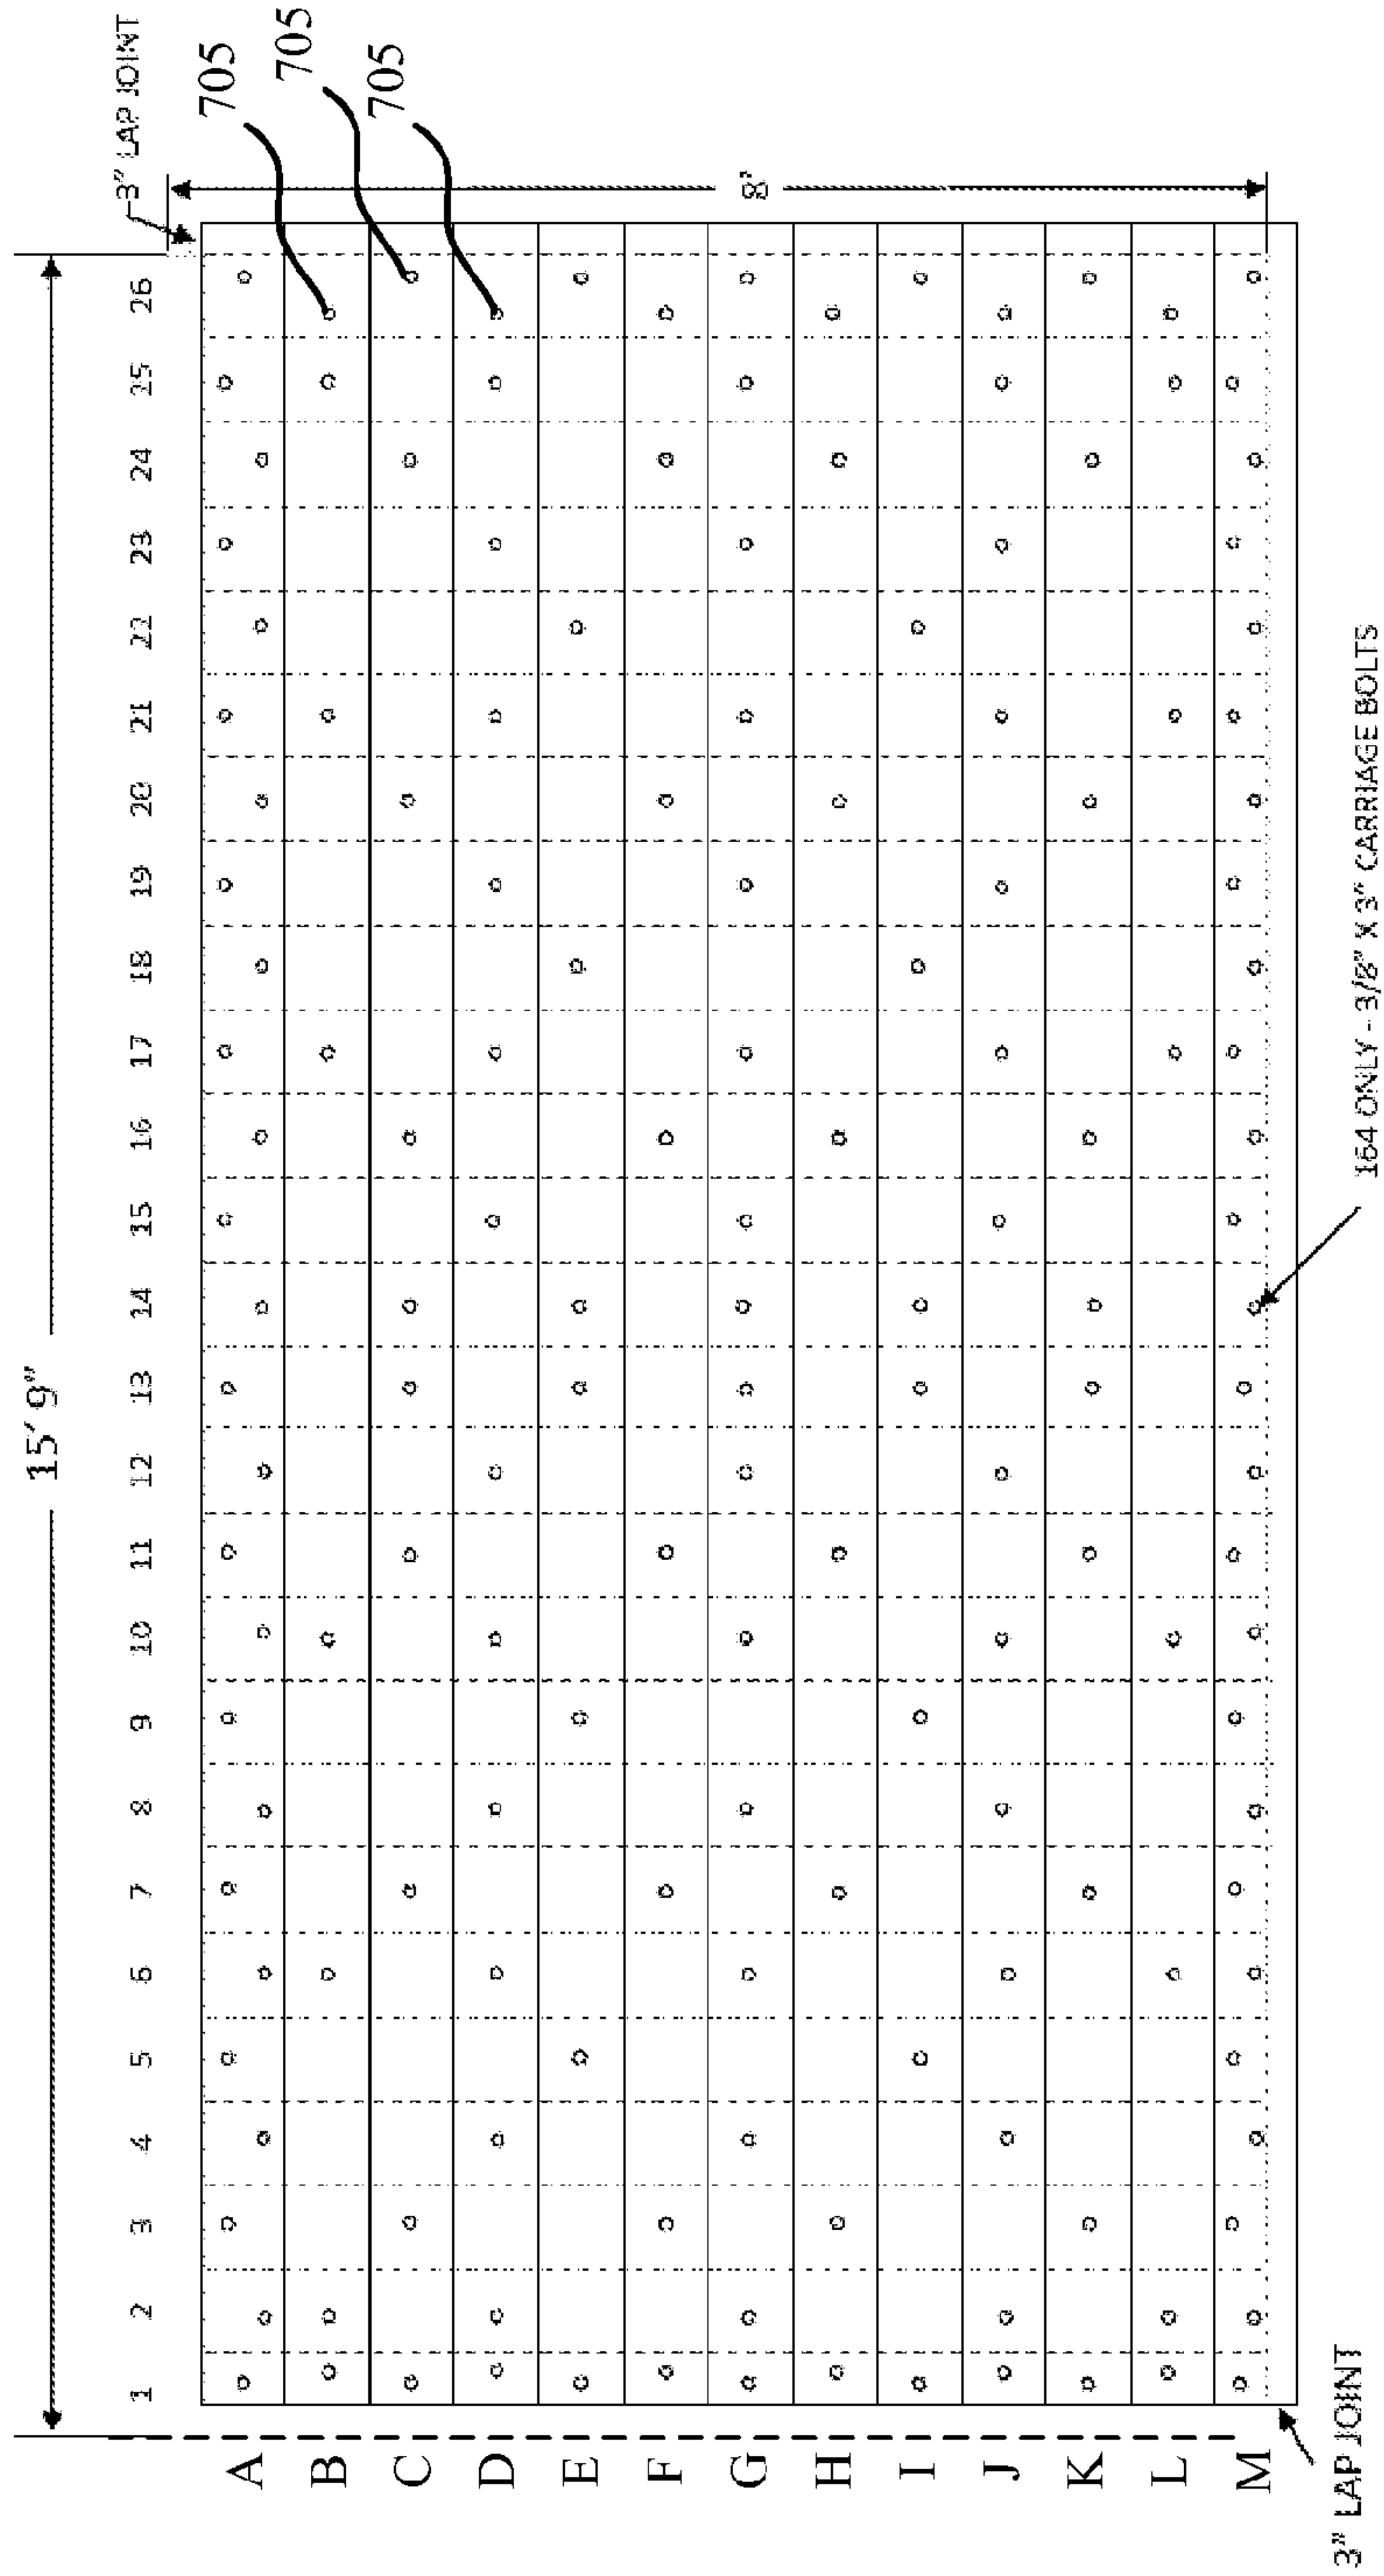 15' 9"
1 2 3 4 5 6 7 8 9 10 11 12 13 14 15 16 17 18 19 20 21 22 23 24 25 26
3" LAP JOINT
705
705
705
8'
A
B
C
D
E
F
G
H
I
J
K
L
M
3" LAP JOINT
164 ONLY - 3/8" X 3" CARRIAGE BOLTS